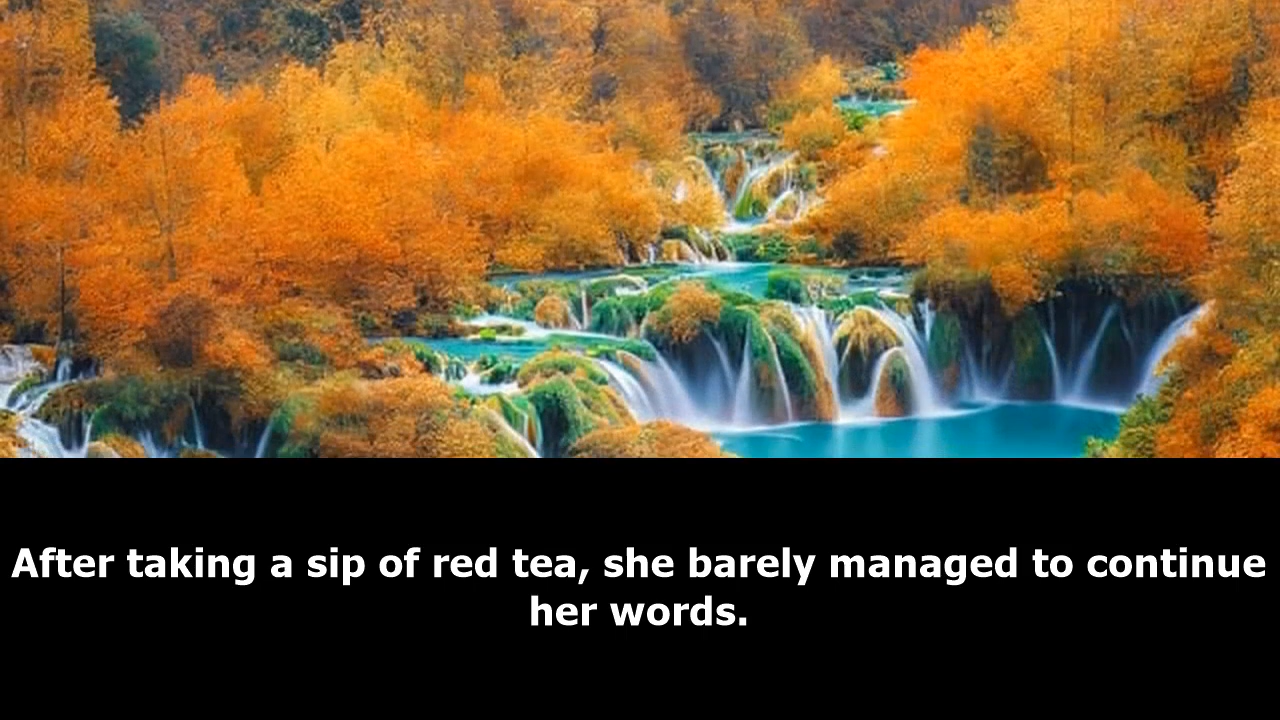 After taking a sip of red tea, she barely managed to continue
her words.